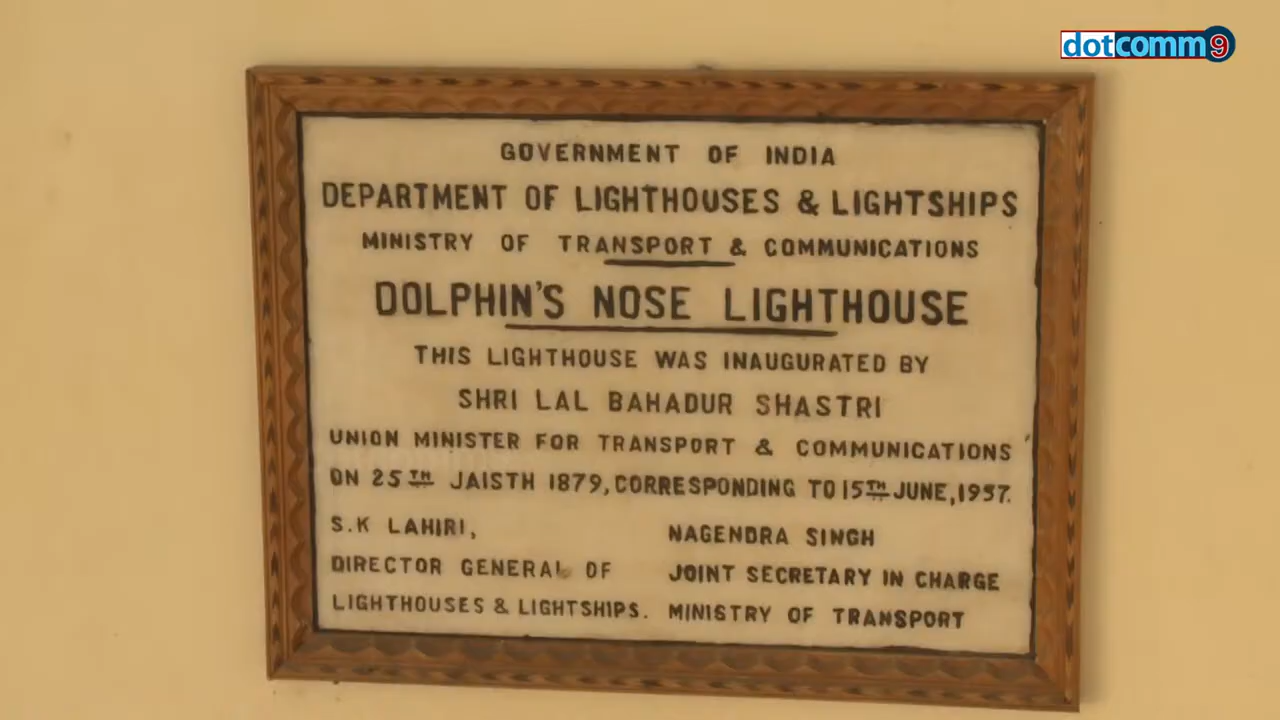 dotcomm9
GOVERNMENT OF INDIA
DEPARTMENT OF LIGHTHOUSES & LIGHTSHIPS
MINISTRY OF TRANSPORT & COMMUNICATIONS
DOLPHIN'S NOSE LIGHTHOUSE
THIS LIGHTHOUSE WAS INAUGURATED BY
SHRI LAL BAHADUR SHASTRI
UNION MINISTER FOR TRANSPORT & COMMUNICATIONS
ON 25TH JAISTH 1879, CORRESPONDING TO 15TH JUNE, 1957.
S.K LAHIRI,
DIRECTOR GENERAL OF
LIGHTHOUSES & LIGHTSHIPS.
NAGENDRA SINGH
JOINT SECRETARY IN CHARGE
MINISTRY OF TRANSPORT